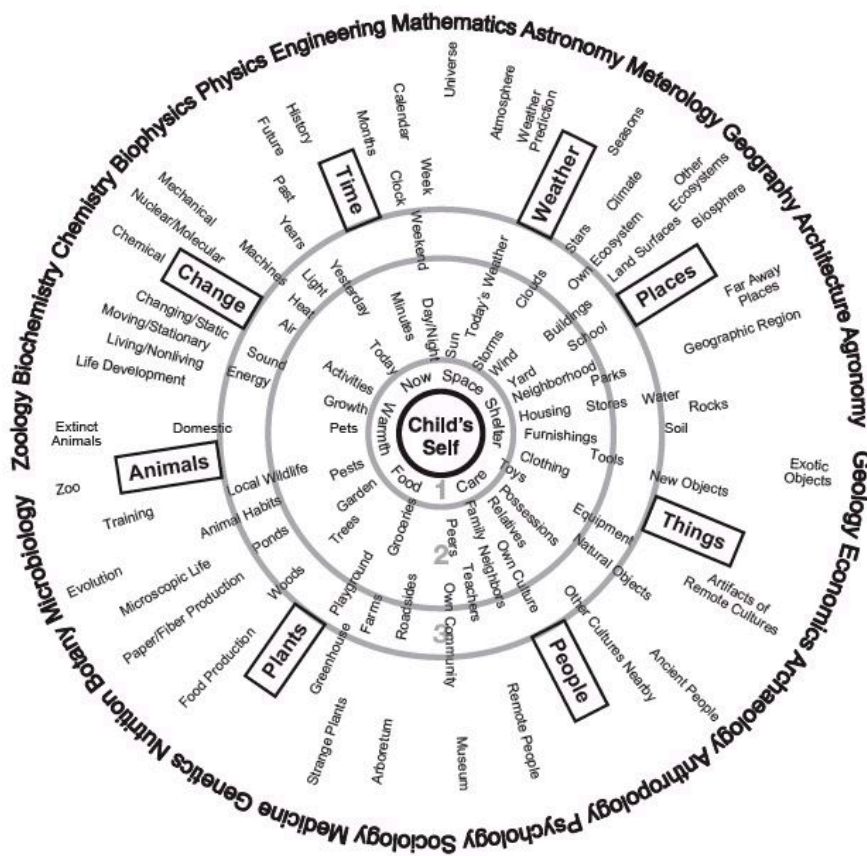 Zoology Biochemistry Chemistry Biophysics Physics Engineering Mathematics Astronomy Meterology Geography Architecture Agronomy
Geology Economics Archaeology Anthropology Psychology Sociology Medicine Genetics Nutrition Botany Microbiology
Universe
Calendar
Months
History
Future
Past
Years
Clock
Week
Weekend
Time
Atmosphere
Weather
Prediction
Weather
Seasons
Climate
Stars
Other
Ecosystems
Own Ecosystem
Land Surfaces
Biosphere
Places
Far Away
Places
Geographic Region
Mechanical
Nuclear/Molecular
Chemical
Machines
Change
Changing/Static
Moving/Stationary
Living/Nonliving
Life Development
Light
Heat
Air
Sound
Energy
Yesterday
Minutes
Day/Night
Sun
Today's Weather
Storms
Clouds
Wind
Buildings
School
Yard
Neighborhood
Parks
Housing
Stores
Water
Rocks
Soil
Furnishings
Clothing
Tools
Toys
Possessions
Today
Activities
Growth
Pets
Pests
Garden
Trees
Groceries
Now
Space
Shelter
Care
Food
Warmth
Child's
Self
1
2
3
Extinct
Animals
Domestic
Animals
Zoo
Training
Local Wildlife
Animal Habits
Ponds
Evolution
Microscopic Life
Paper/Fiber Production
Woods
Food Production
Plants
Playground
Farms
Greenhouse
Roadsides
Strange Plants
Arboretum
Museum
Peers
Family
Relatives
Neighbors
Teachers
Own Culture
Own Community
Remote People
People
Other Cultures Nearby
Ancient People
Equipment
Natural Objects
New Objects
Things
Exotic
Objects
Artifacts of
Remote Cultures